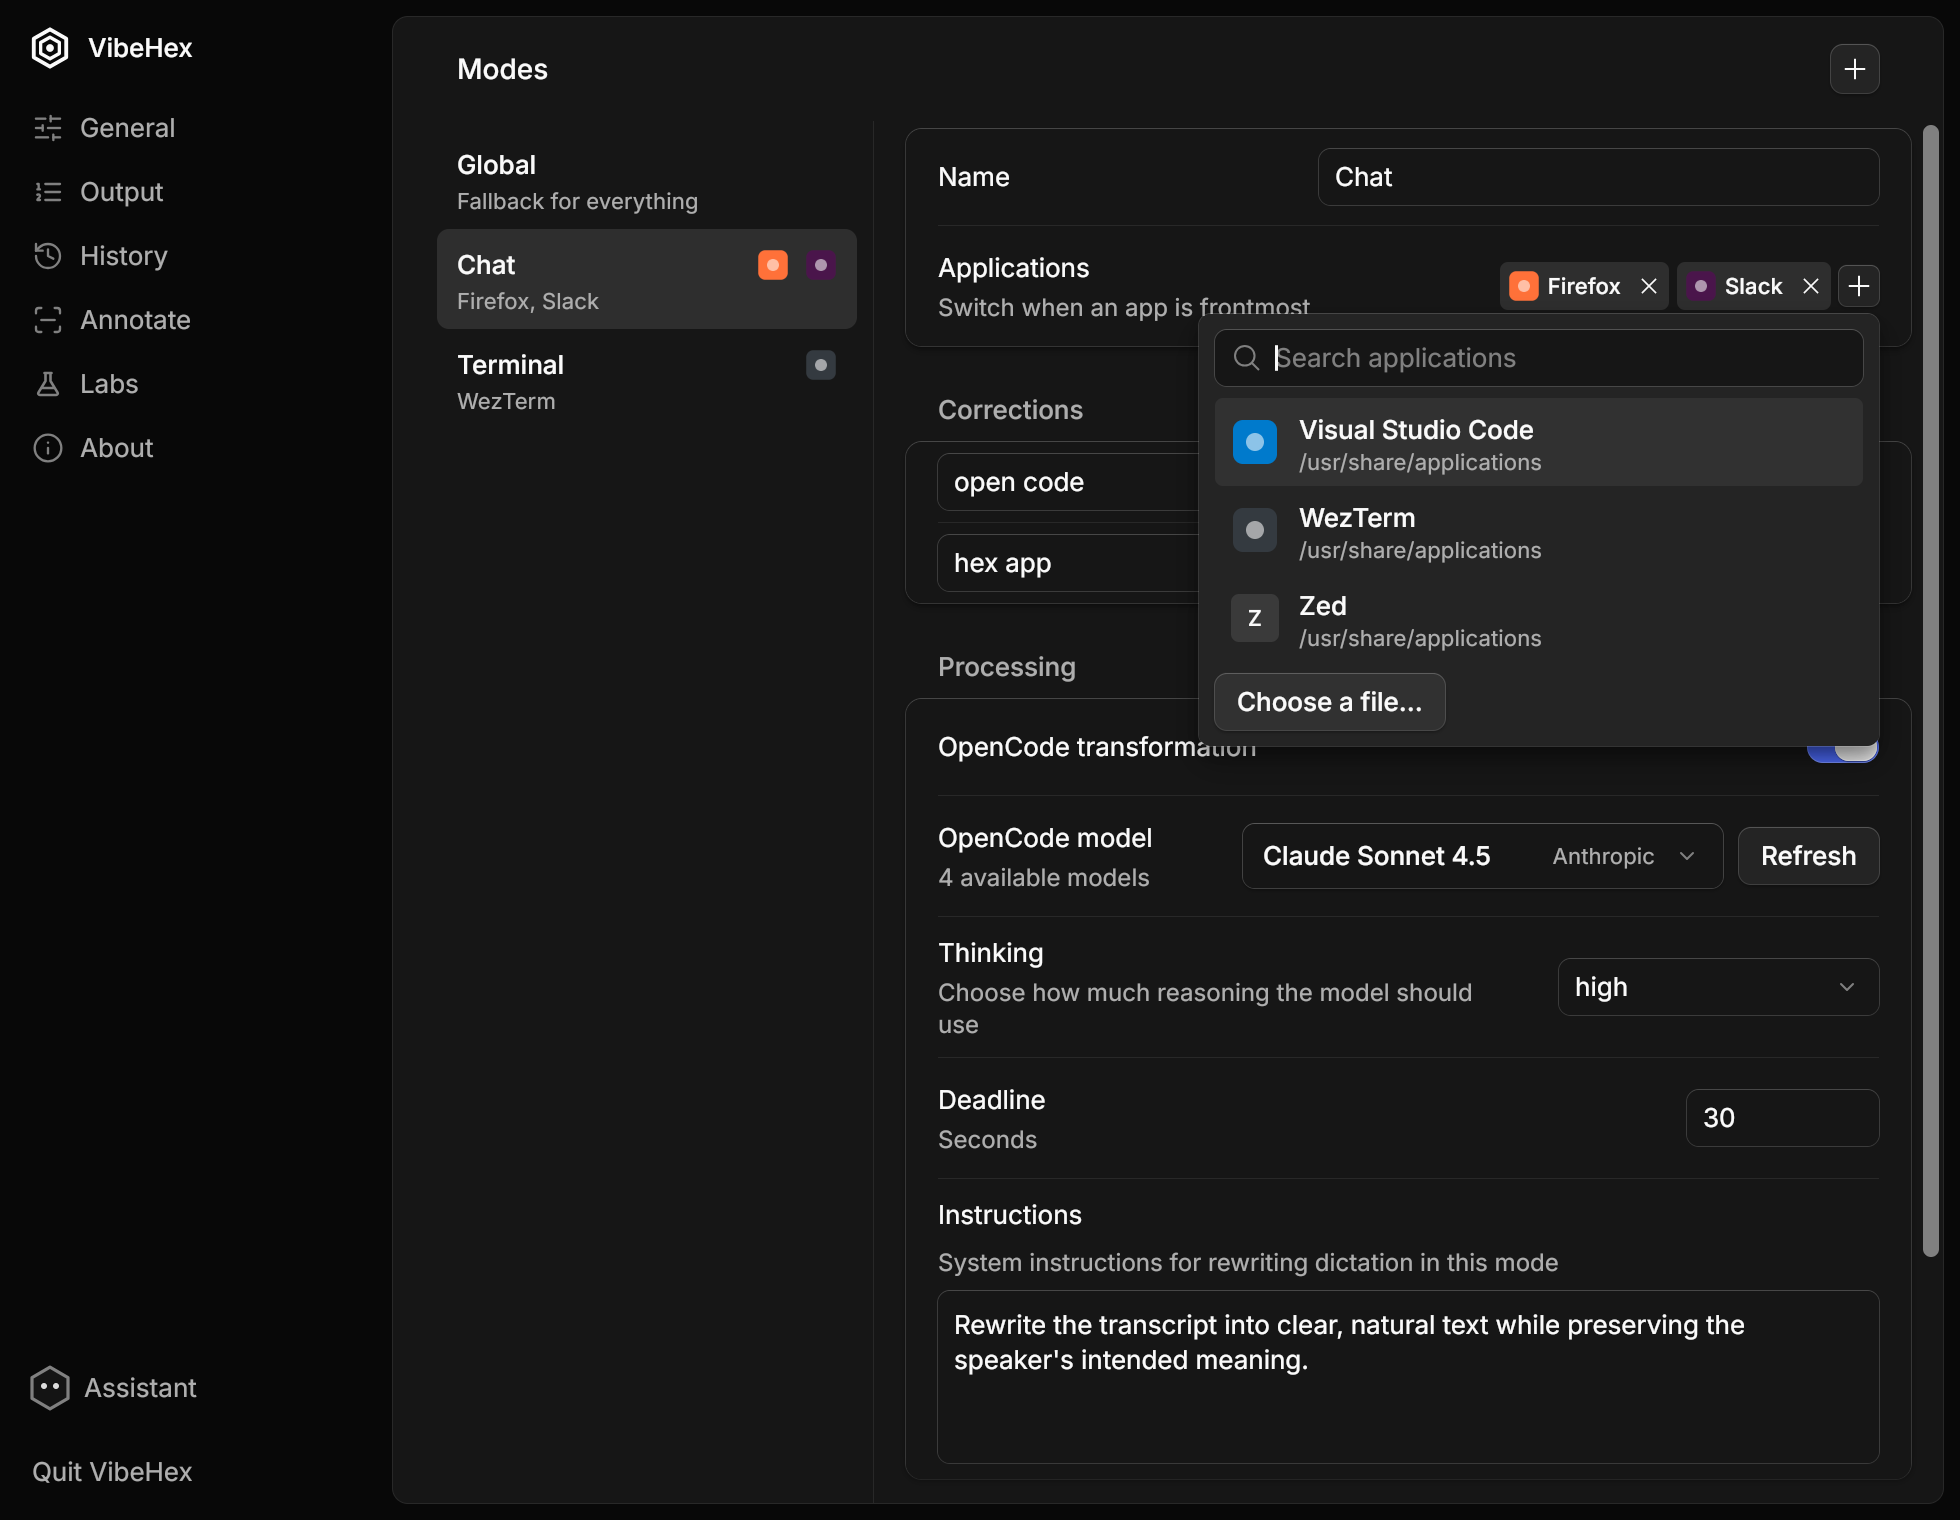 VibeHex
General
Output
History
Annotate
Labs
About
Assistant
Quit VibeHex
Modes
Global
Fallback for everything
Chat
Firefox, Slack
Terminal
WezTerm
Name
Chat
Applications
Switch when an app is frontmost
Firefox
Slack
Search applications
Visual Studio Code
/usr/share/applications
WezTerm
/usr/share/applications
Z
Zed
/usr/share/applications
Choose a file...
Corrections
open code
hex app
Processing
OpenCode transformation
OpenCode model
4 available models
Claude Sonnet 4.5
Anthropic
Refresh
Thinking
Choose how much reasoning the model should
use
high
Deadline
Seconds
30
Instructions
System instructions for rewriting dictation in this mode
Rewrite the transcript into clear, natural text while preserving the
speaker's intended meaning.